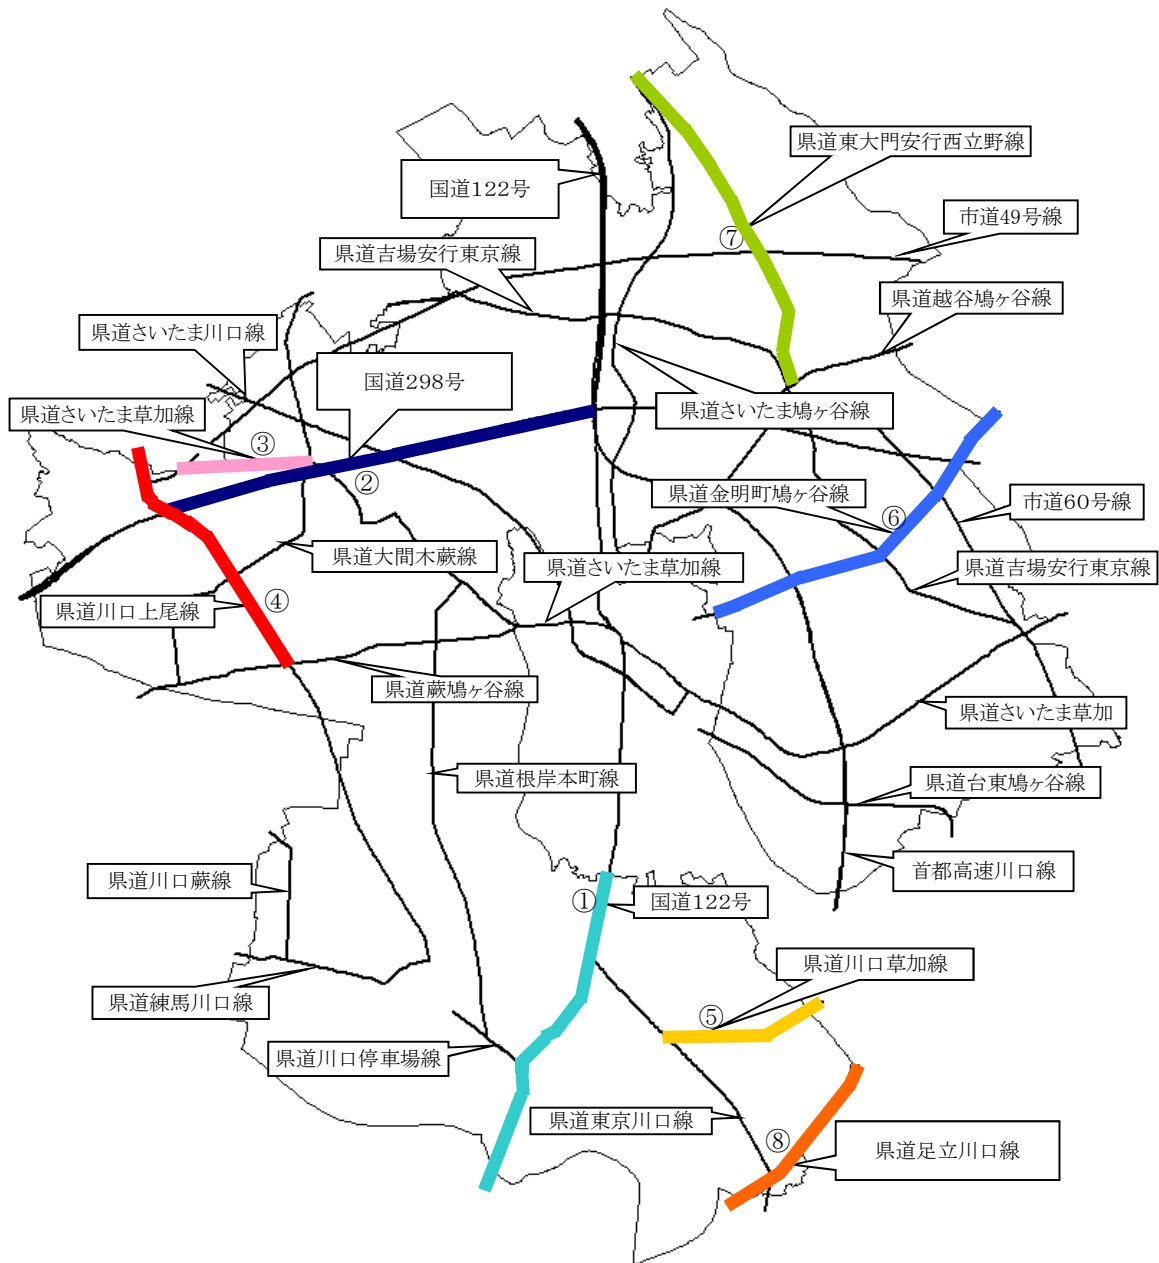 県道東大門安行西立野線
国道122号
市道49号線
⑦
県道吉場安行東京線
県道越谷鳩ヶ谷線
県道さいたま川口線
国道298号
県道さいたま草加線
県道さいたま鳩ヶ谷線
③
②
県道金明町鳩ヶ谷線
市道60号線
⑥
県道大間木蕨線
県道さいたま草加線
県道吉場安行東京線
県道川口上尾線
④
県道蕨鳩ヶ谷線
県道さいたま草加
県道根岸本町線
県道台東鳩ヶ谷線
県道川口蕨線
首都高速川口線
①
国道122号
県道川口草加線
県道練馬川口線
⑤
県道川口停車場線
県道東京川口線
⑧
県道足立川口線